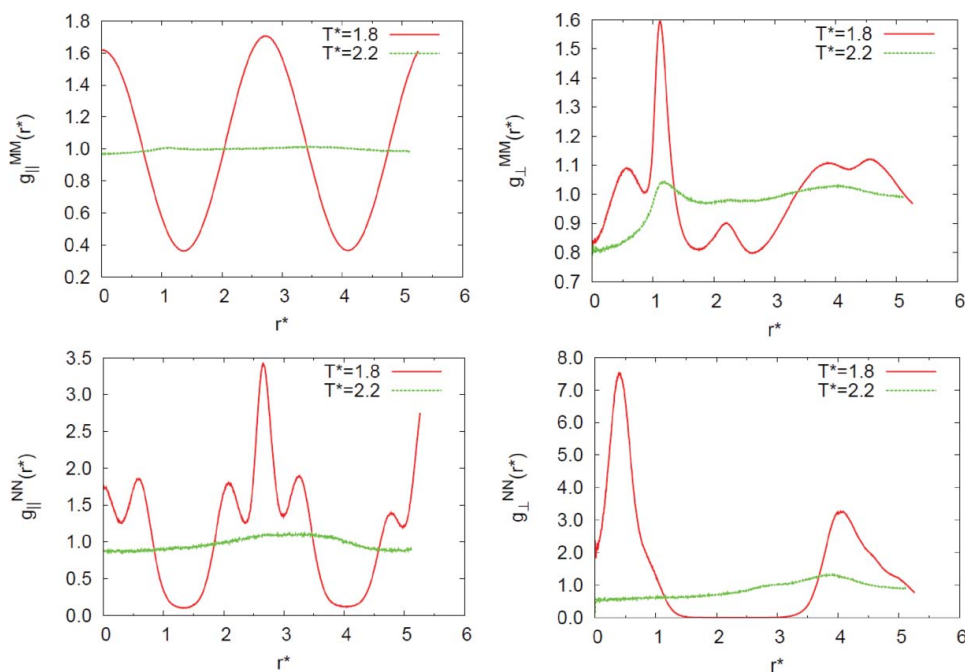 1.8
1.6
1.4
1.2
1.0
0.8
0.6
0.4
0.2
0 1 2 3 4 5 6
r*
g||^MM(r*)
T*=1.8
T*=2.2
1.6
1.5
1.4
1.3
1.2
1.1
1.0
0.9
0.8
0.7
0 1 2 3 4 5 6
r*
g⊥^MM(r*)
T*=1.8
T*=2.2
3.5
3.0
2.5
2.0
1.5
1.0
0.5
0.0
0 1 2 3 4 5 6
r*
g||^NN(r*)
T*=1.8
T*=2.2
8.0
7.0
6.0
5.0
4.0
3.0
2.0
1.0
0.0
0 1 2 3 4 5 6
r*
g⊥^NN(r*)
T*=1.8
T*=2.2